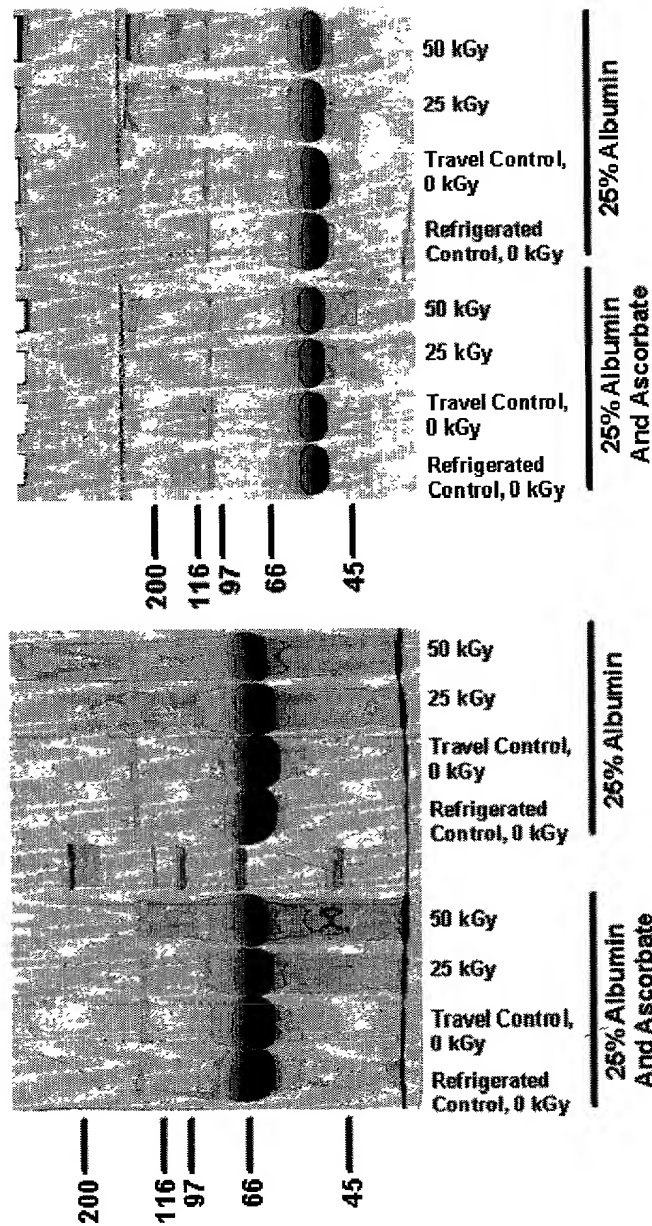 50 kGy
25 kGy
Travel Control,
0 kGy
Refrigerated
Control, 0 kGy
50 kGy
25 kGy
Travel Control,
0 kGy
Refrigerated
Control, 0 kGy
25% Albumin
25% Albumin
And Ascorbate
200
116
97
66
45
50 kGy
25 kGy
Travel Control,
0 kGy
Refrigerated
Control, 0 kGy
50 kGy
25 kGy
Travel Control,
0 kGy
Refrigerated
Control, 0 kGy
25% Albumin
25% Albumin
And Ascorbate
200
116
97
66
45